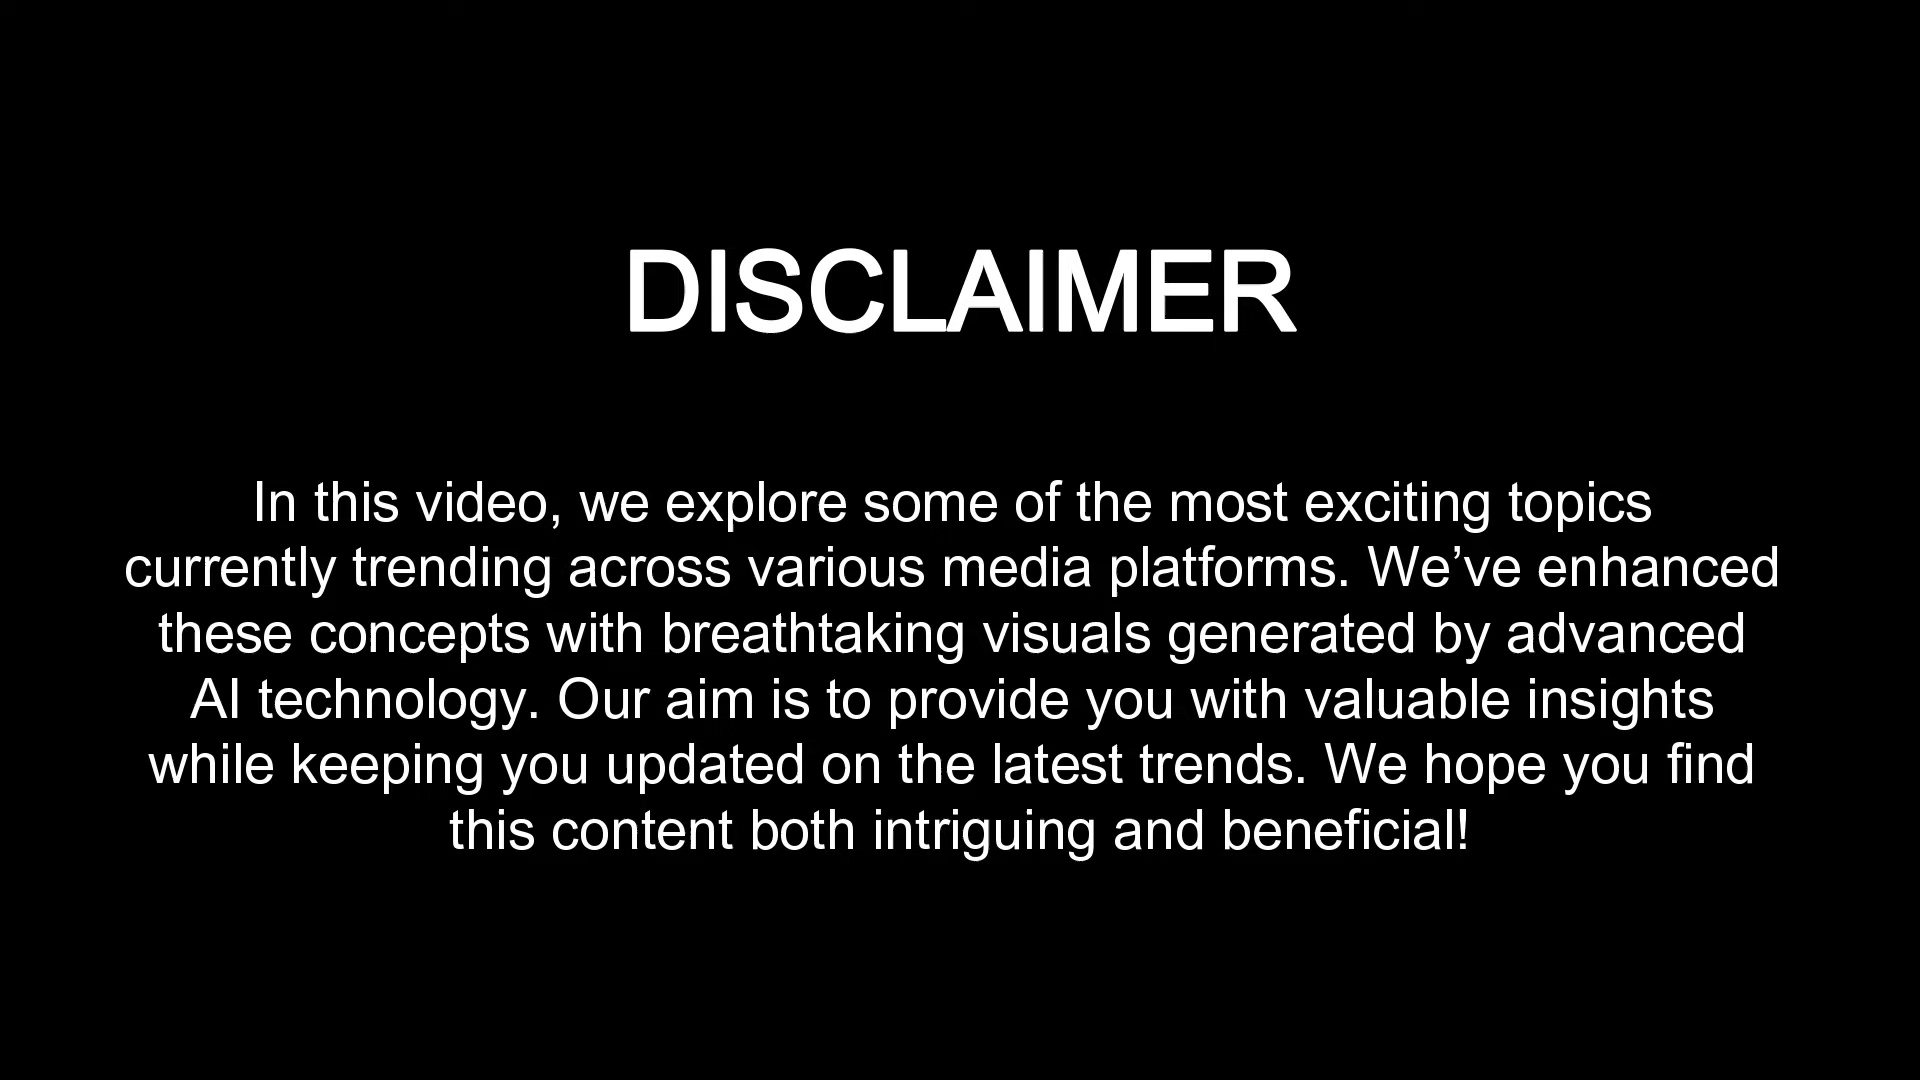 DISCLAIMER
In this video, we explore some of the most exciting topics
currently trending across various media platforms. We’ve enhanced
these concepts with breathtaking visuals generated by advanced
AI technology. Our aim is to provide you with valuable insights
while keeping you updated on the latest trends. We hope you find
this content both intriguing and beneficial!